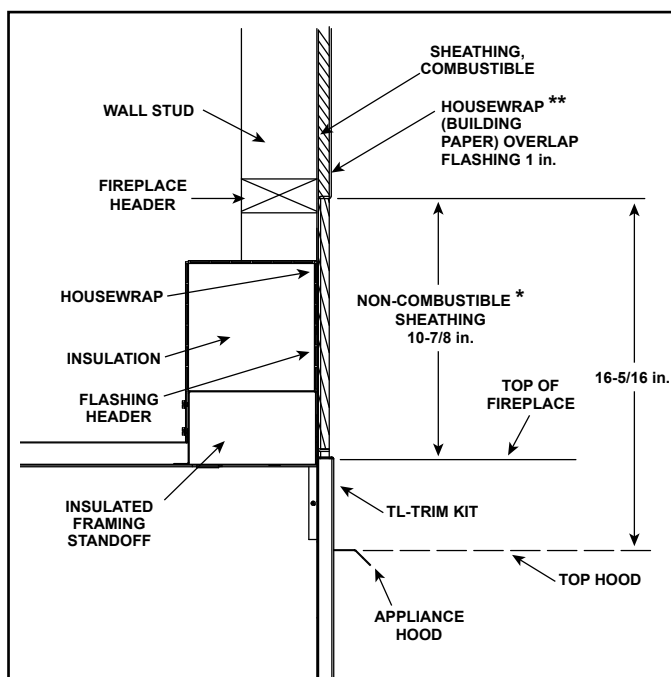 SHEATHING,
COMBUSTIBLE
WALL STUD
HOUSEWRAP **
(BUILDING
PAPER) OVERLAP
FLASHING 1 in.
FIREPLACE
HEADER
HOUSEWRAP
NON-COMBUSTIBLE *
SHEATHING
10-7/8 in.
INSULATION
16-5/16 in.
FLASHING
HEADER
TOP OF
FIREPLACE
INSULATED
FRAMING
STANDOFF
TL-TRIM KIT
TOP HOOD
APPLIANCE
HOOD